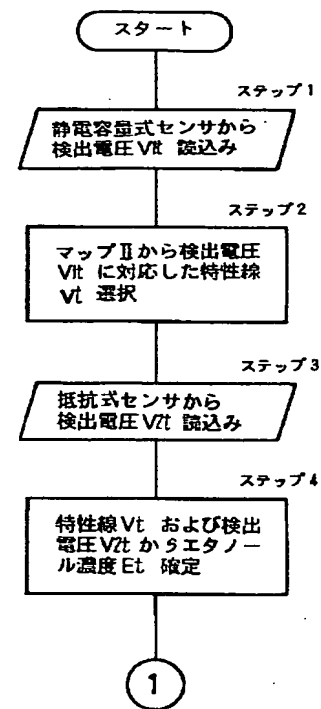 スタート
ステップ1
静電容量式センサから
検出電圧V1t 読込み
ステップ2
マップⅡから検出電圧
V1t に対応した特性線
Vt 選択
ステップ3
抵抗式センサから
検出電圧V2t 読込み
ステップ4
特性線Vt および検出
電圧V2tからエタノー
ル濃度Et 確定
1